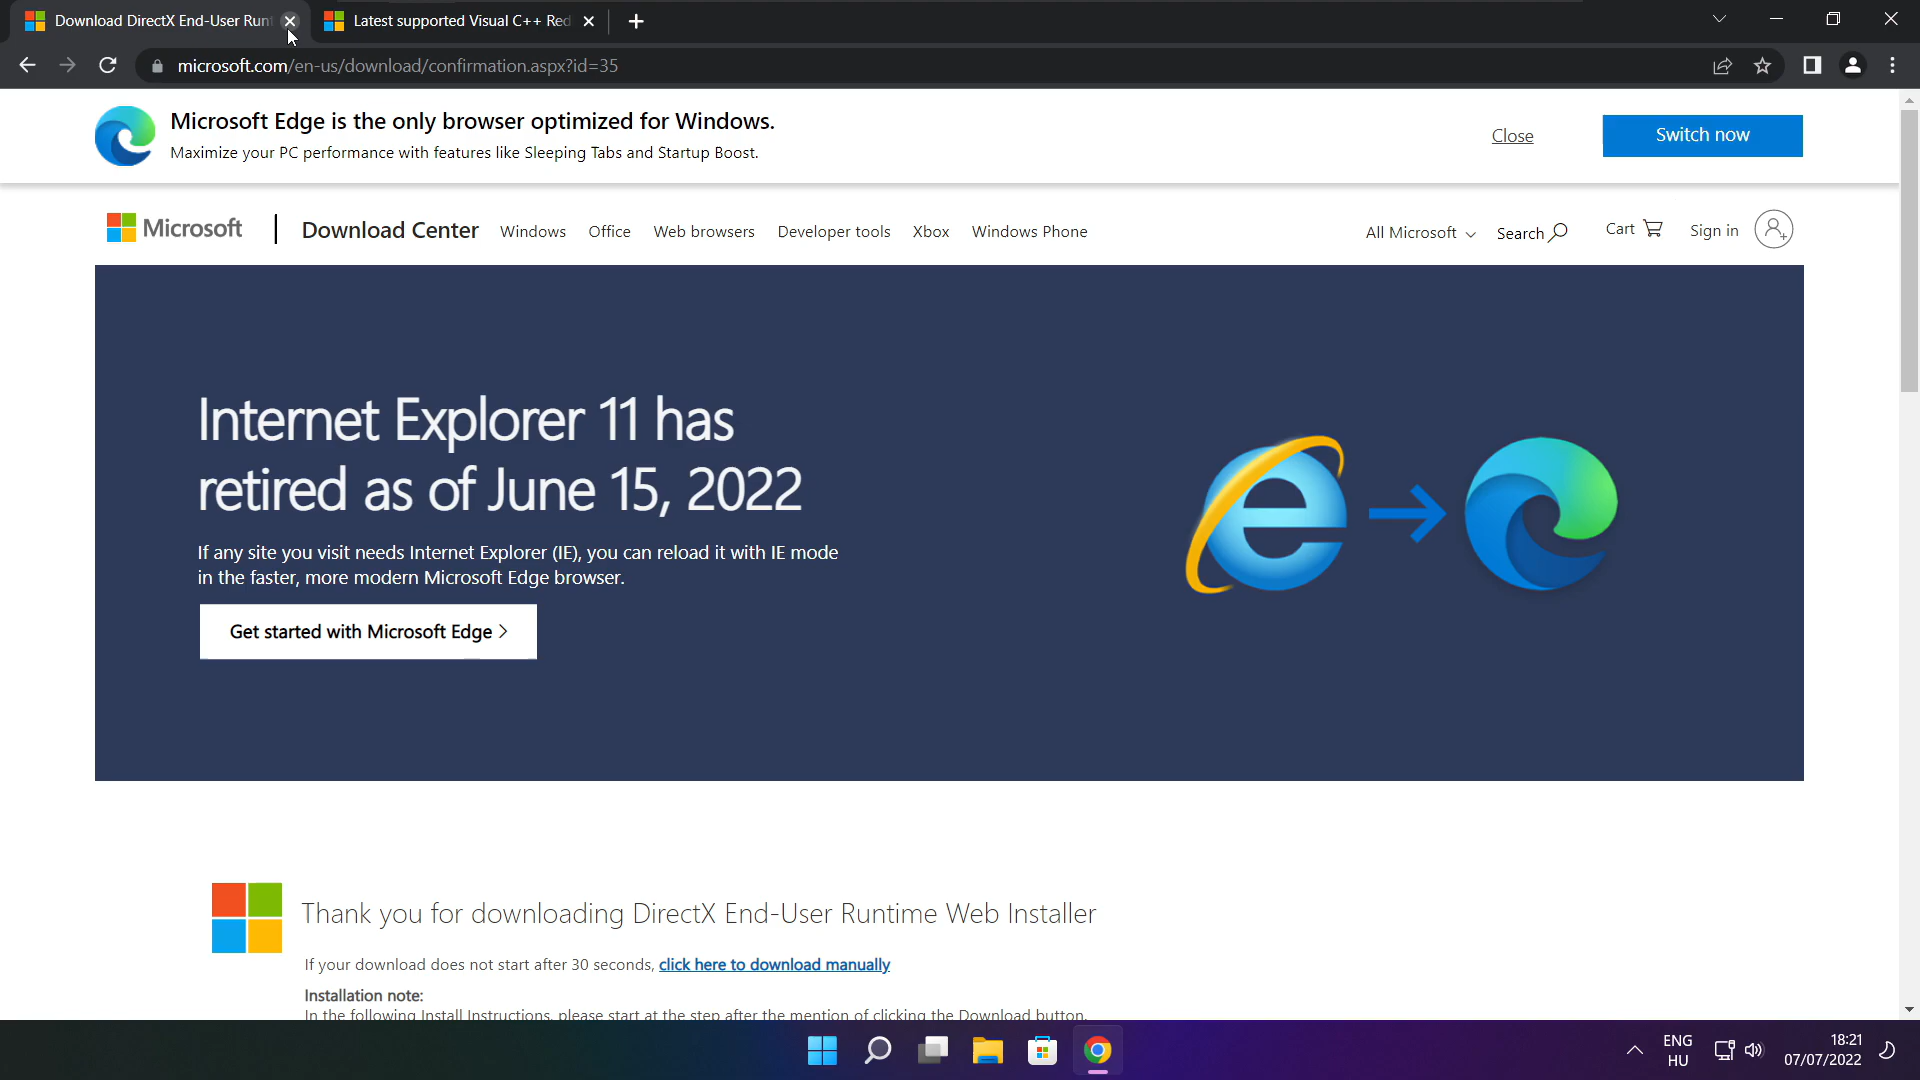 Download DirectX End-User Runt
Latest supported Visual C++ Red
microsoft.com/en-us/download/confirmation.aspx?id=35
Microsoft Edge is the only browser optimized for Windows.
Maximize your PC performance with features like Sleeping Tabs and Startup Boost.
Close
Switch now
Microsoft
Download Center
Windows
Office
Web browsers
Developer tools
Xbox
Windows Phone
All Microsoft
Search
Cart
Sign in
Internet Explorer 11 has
retired as of June 15, 2022
If any site you visit needs Internet Explorer (IE), you can reload it with IE mode
in the faster, more modern Microsoft Edge browser.
Get started with Microsoft Edge >
Thank you for downloading DirectX End-User Runtime Web Installer
If your download does not start after 30 seconds, click here to download manually
Installation note:
In the following Install Instructions, please start at the step after the mention of clicking the Download button.
ENG
HU
18:21
07/07/2022